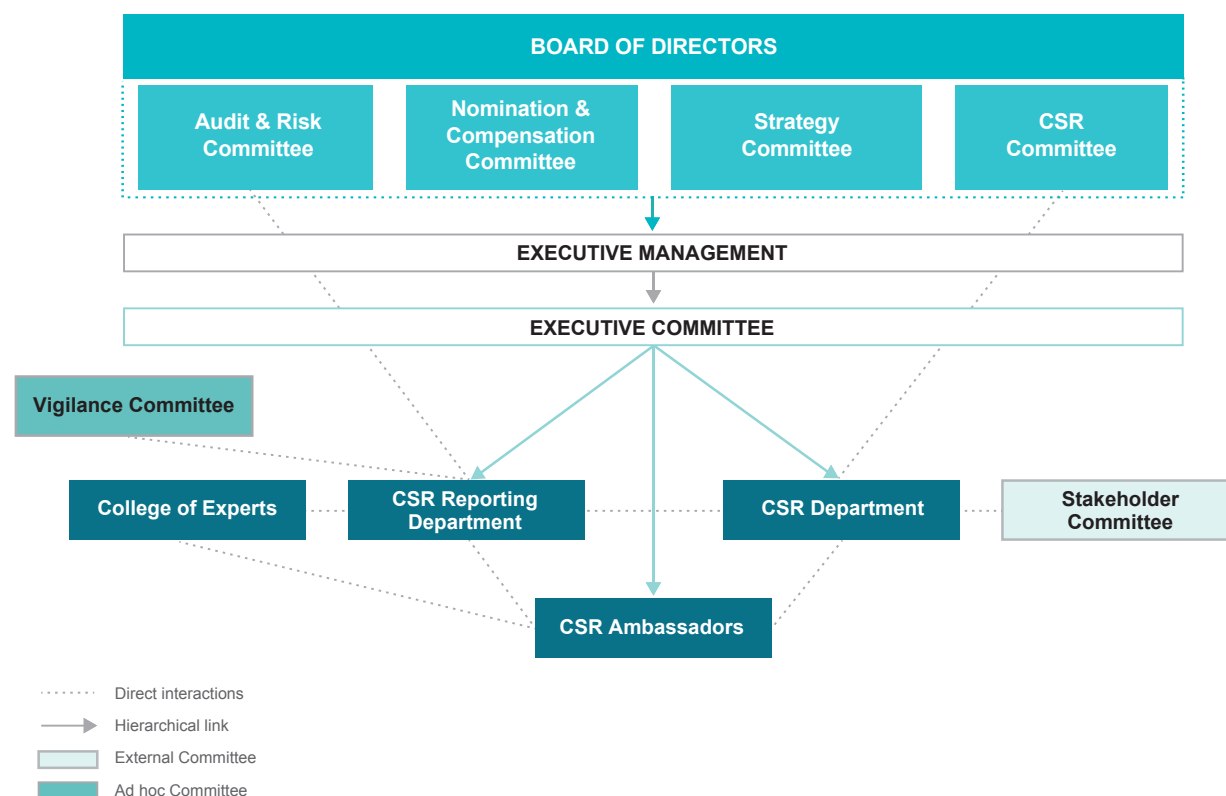 BOARD OF DIRECTORS
Audit & Risk
Committee
Nomination &
Compensation
Committee
Strategy
Committee
CSR
Committee
EXECUTIVE MANAGEMENT
EXECUTIVE COMMITTEE
Vigilance Committee
College of Experts
CSR Reporting
Department
CSR Department
Stakeholder
Committee
CSR Ambassadors
Direct interactions
Hierarchical link
External Committee
Ad hoc Committee